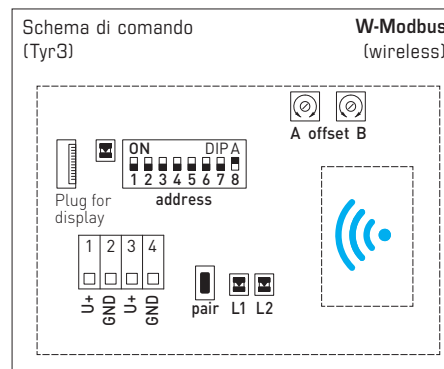 Schema di comando
(Tyr3)
W-Modbus
(wireless)
A offset B
ON DIP A
1 2 3 4 5 6 7 8
address
Plug for
display
1 2 3 4
U+ GND U+ GND
pair L1 L2